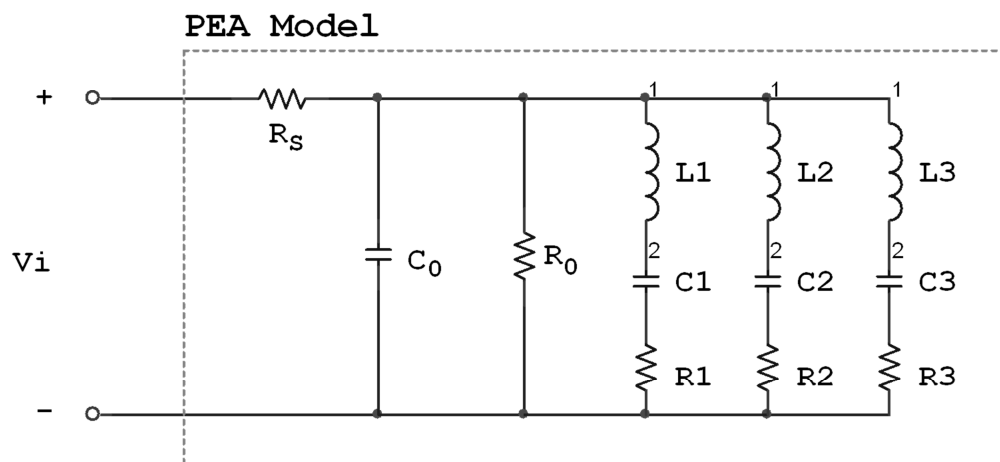 PEA Model
+ 1 1 1
Rs
L1 L2 L3
Vi C0 R0 2 2 2
C1 C2 C3
R1 R2 R3
-